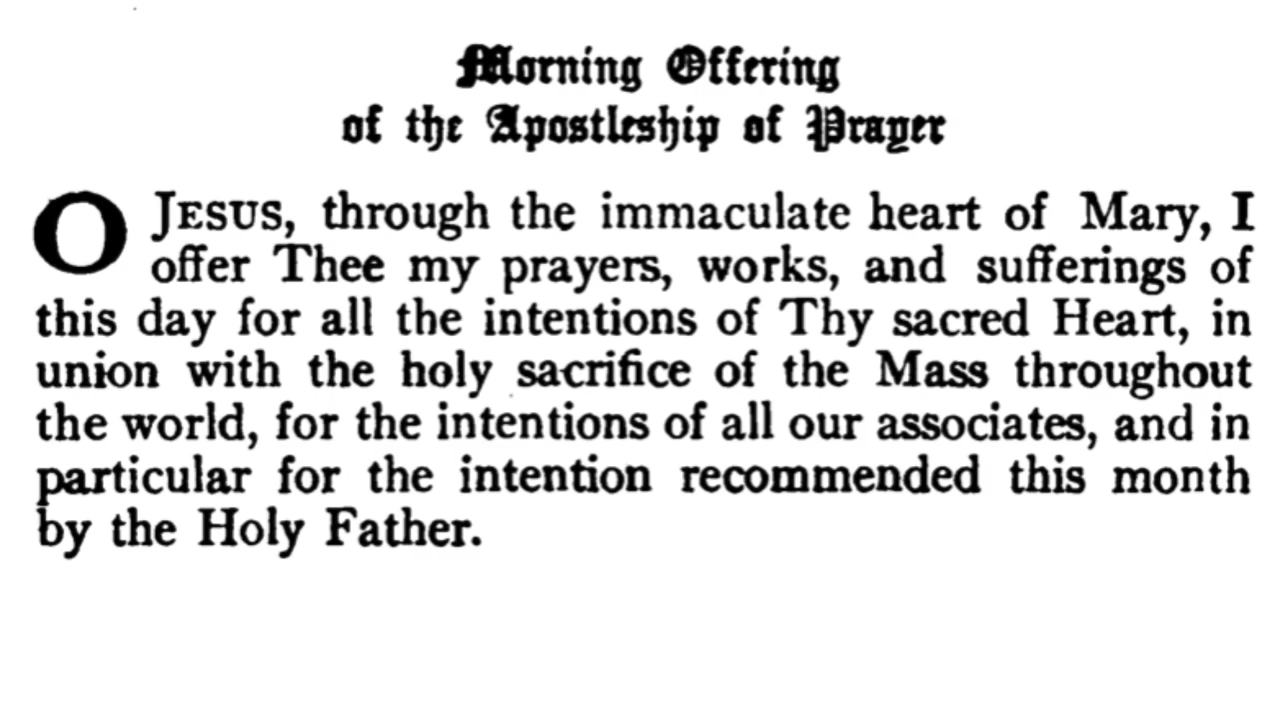 Morning Offering
of the Apostleship of Prayer
O JESUS, through the immaculate heart of Mary, I
offer Thee my prayers, works, and sufferings of
this day for all the intentions of Thy sacred Heart, in
union with the holy sacrifice of the Mass throughout
the world, for the intentions of all our associates, and in
particular for the intention recommended this month
by the Holy Father.